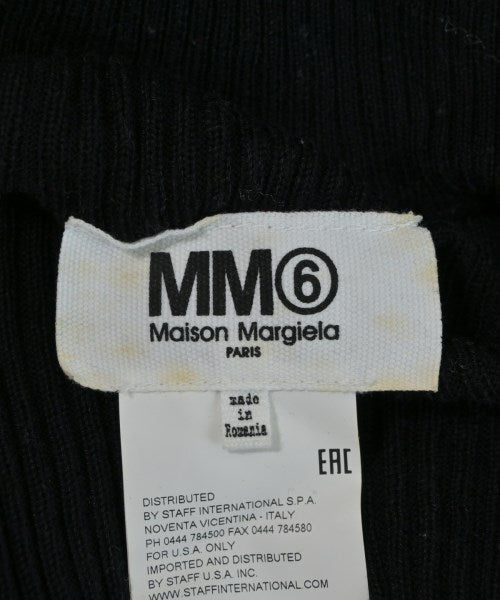 MM⑥
Maison Margiela
PARIS
made
in
Romania
EAC
DISTRIBUTED
BY STAFF INTERNATIONAL S.P.A.
NOVENTA VICENTINA - ITALY
PH 0444 784500 FAX 0444 784580
FOR U.S.A. ONLY
IMPORTED AND DISTRIBUTED
BY STAFF U.S.A. INC.
WWW.STAFFINTERNATIONAL.COM